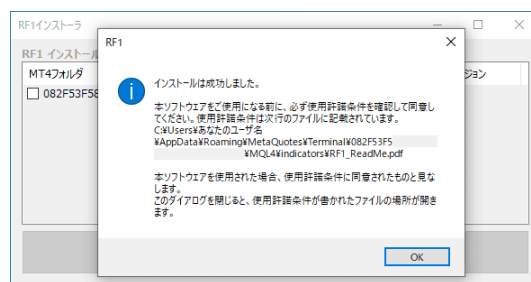 RF1インストーラ
RF1 インストール
MT4フォルダ
ジョン
082F53F58
RF1
インストールは成功しました。
本ソフトウェアをご使用になる前に、必ず使用許諾条件を確認して同意し
てください。使用許諾条件は次のファイルに記載されています。
C:¥Users¥あなたのユーザ名
¥AppData¥Roaming¥MetaQuotes¥Terminal¥082F53F5
¥MQL4¥indicators¥RF1_ReadMe.pdf
本ソフトウェアを使用された場合、使用許諾条件に同意されたものと見な
します。
このダイアログを閉じると、使用許諾条件が書かれたファイルの場所が開き
ます。
OK